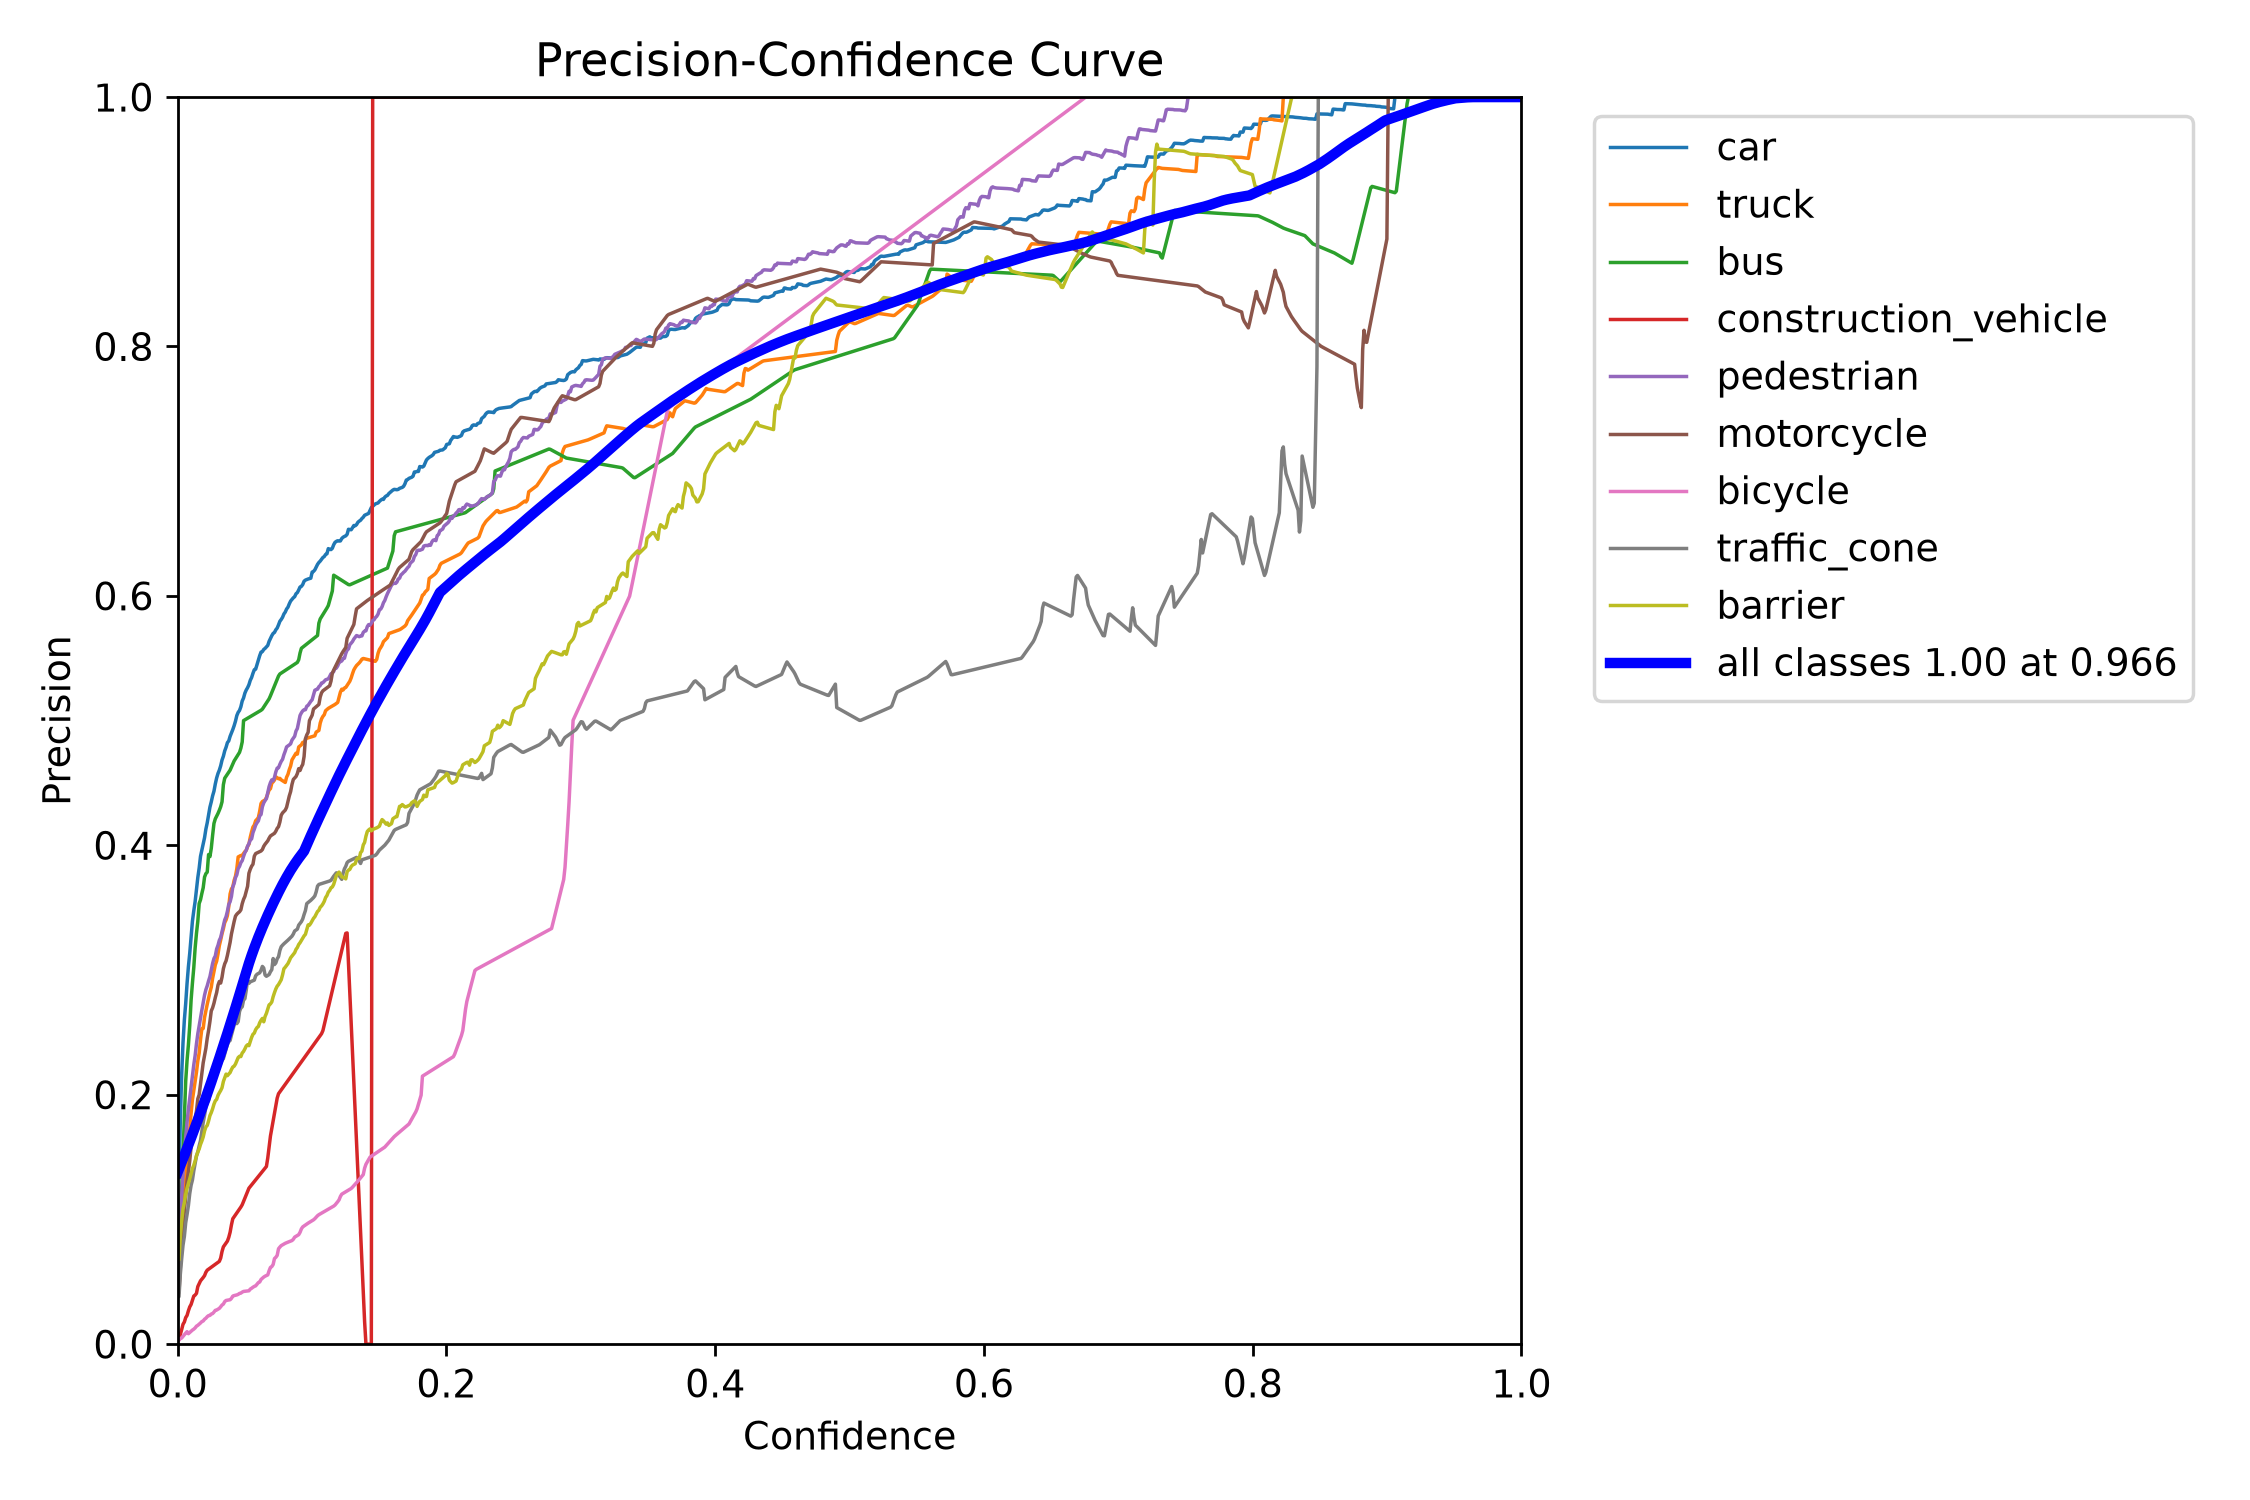 Precision-Confidence Curve
1.0
0.8
0.6
0.4
0.2
0.0
Precision
0.0 0.2 0.4 0.6 0.8 1.0
Confidence
car
truck
bus
construction_vehicle
pedestrian
motorcycle
bicycle
traffic_cone
barrier
all classes 1.00 at 0.966